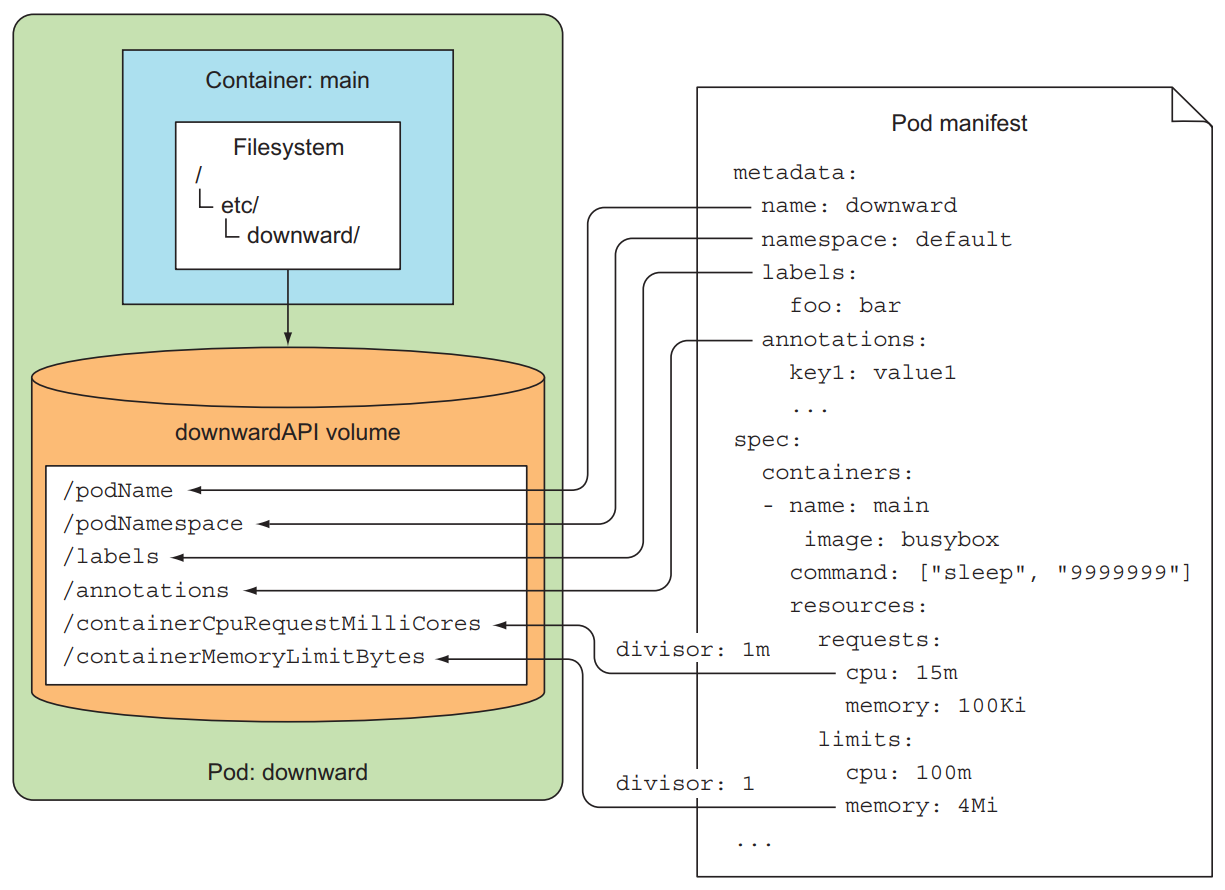 Container: main
Filesystem
/
etc/
downward/
downwardAPI volume
/podName
/podNamespace
/labels
/annotations
/containerCpuRequestMilliCores
/containerMemoryLimitBytes
Pod: downward
divisor: 1m
divisor: 1
Pod manifest
metadata:
name: downward
namespace: default
labels:
foo: bar
annotations:
key1: value1
...
spec:
containers:
- name: main
image: busybox
command: ["sleep", "9999999"]
resources:
requests:
cpu: 15m
memory: 100Ki
limits:
cpu: 100m
memory: 4Mi
...